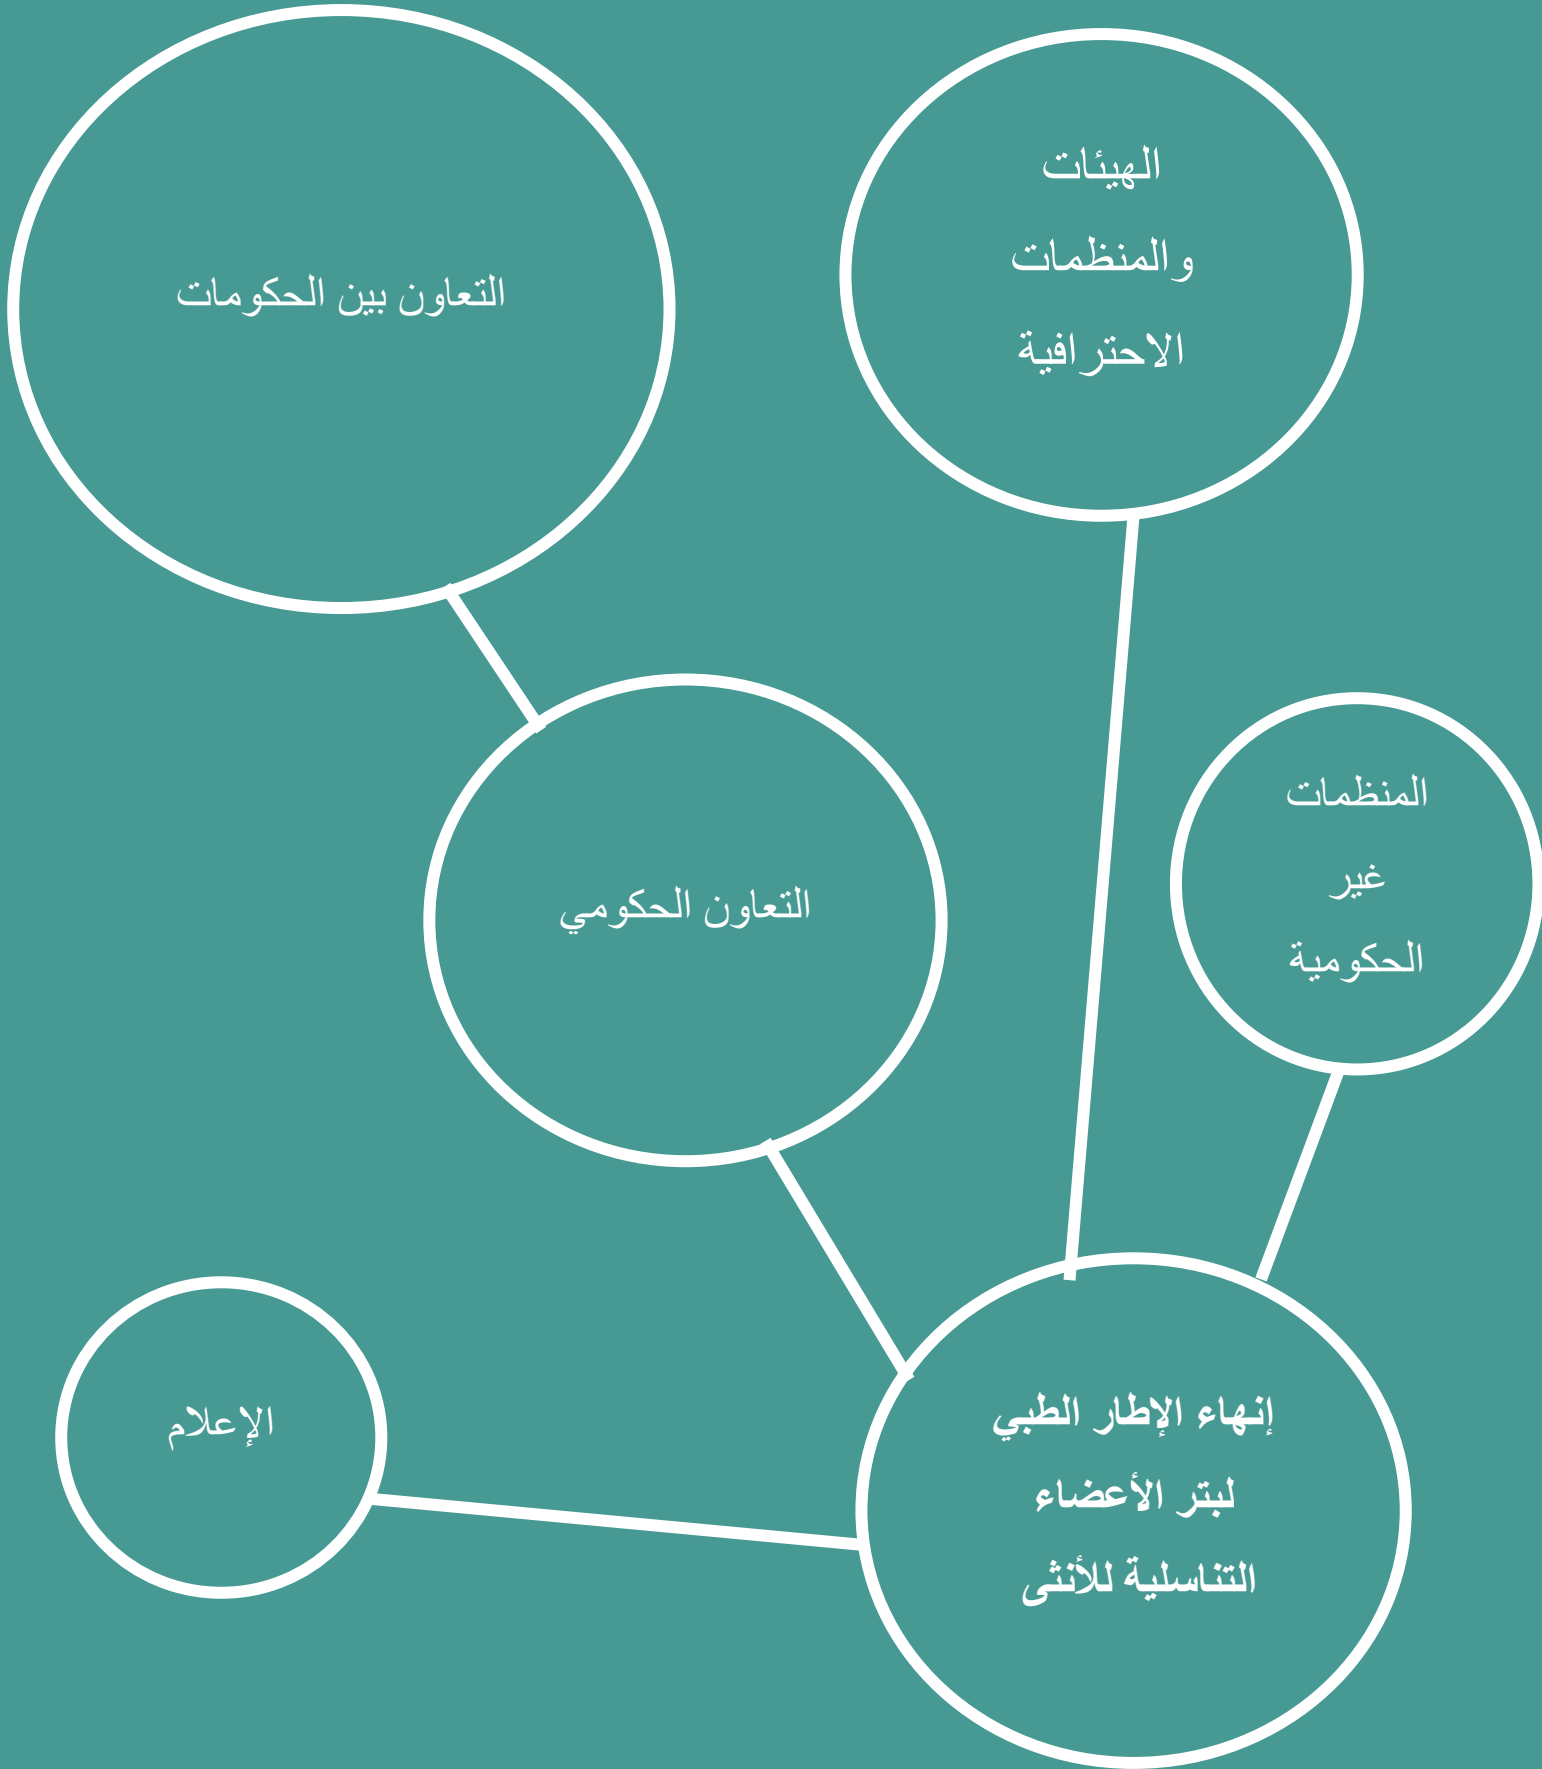 الهيئات
والمنظمات
الاحترافية
التعاون بين الحكومات
المنظمات
غير
الحكومية
التعاون الحكومي
إنهاء الإطار الطبي
لبتر الأعضاء
التناسلية للأنثى
الإعلام